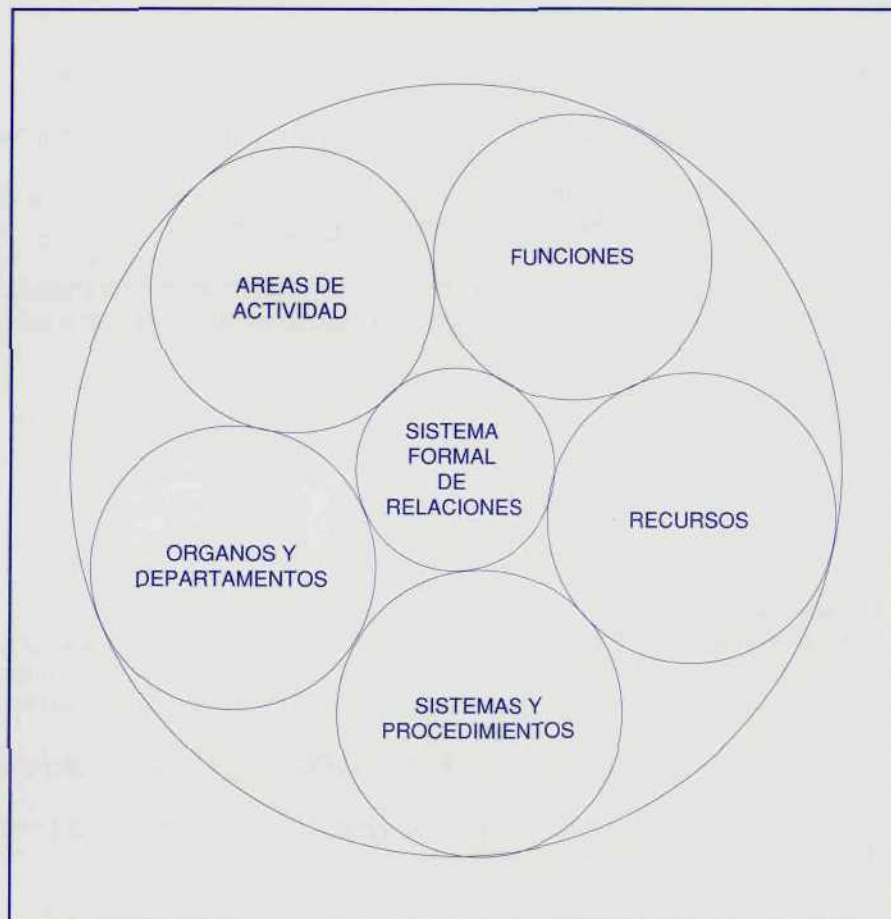 AREAS DE
ACTIVIDAD
FUNCIONES
SISTEMA
FORMAL
DE
RELACIONES
RECURSOS
ORGANOS Y
DEPARTAMENTOS
SISTEMAS Y
PROCEDIMIENTOS